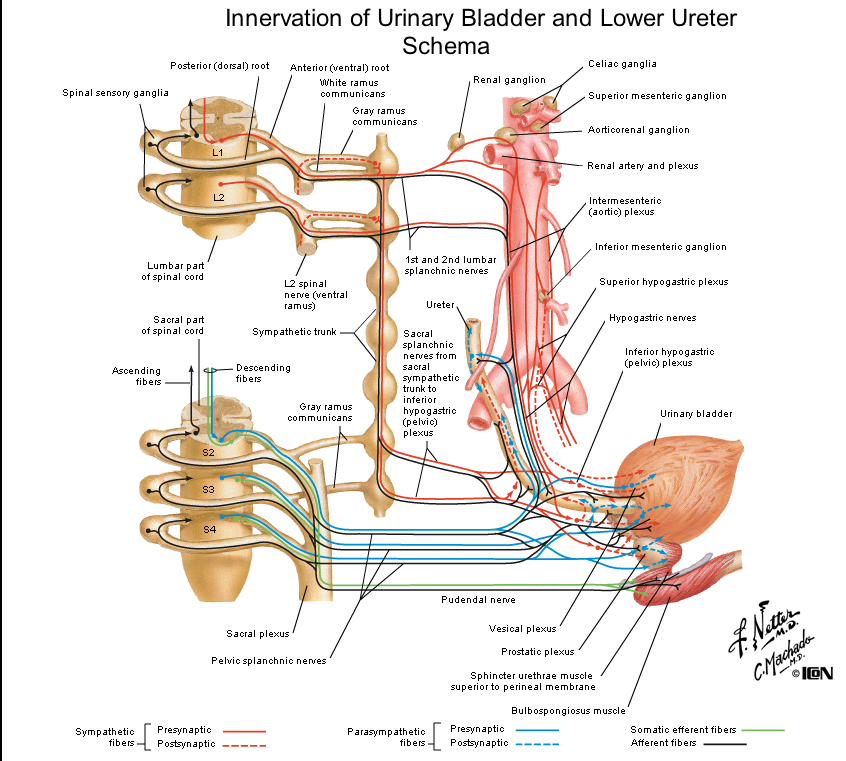 Innervation of Urinary Bladder and Lower Ureter
Schema
Posterior (dorsal) root
Anterior (ventral) root
White ramus
communicans
Gray ramus
communicans
Spinal sensory ganglia
Renal ganglion
Celiac ganglia
Superior mesenteric ganglion
Aorticorenal ganglion
Renal artery and plexus
Intermesenteric
(aortic) plexus
Inferior mesenteric ganglion
Superior hypogastric plexus
Hypogastric nerves
Inferior hypogastric
(pelvic) plexus
Urinary bladder
L1
L2
Lumbar part
of spinal cord
L2 spinal
nerve (ventral
ramus)
1st and 2nd lumbar
splanchnic nerves
Ureter
Sacral part
of spinal cord
Sympathetic trunk
Sacral
splanchnic
nerves from
sacral
sympathetic
trunk to
inferior
hypogastric
(pelvic)
plexus
Ascending
fibers
Descending
fibers
Gray ramus
communicans
S2
S3
S4
Pudendal nerve
Sacral plexus
Pelvic splanchnic nerves
Vesical plexus
Prostatic plexus
Sphincter urethrae muscle
superior to perineal membrane
Bulbospongiosus muscle
F. Netter
M.D.
C. Machado
M.D.
© ICON
Sympathetic
fibers
Presynaptic
Postsynaptic
Parasympathetic
fibers
Presynaptic
Postsynaptic
Somatic efferent fibers
Afferent fibers